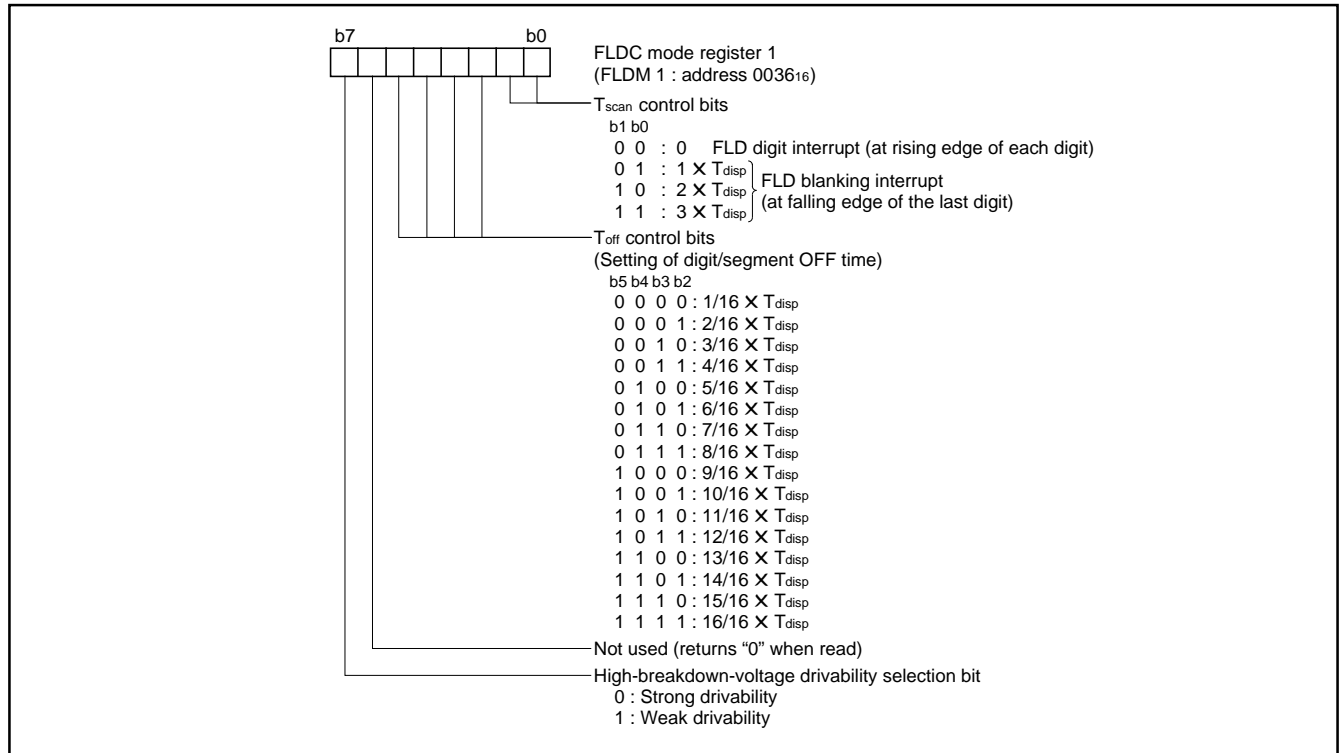 b7 b0
FLDC mode register 1
(FLDM 1 : address 003616)
Tscan control bits
b1 b0
0 0 : 0 FLD digit interrupt (at rising edge of each digit)
0 1 : 1 X Tdisp
1 0 : 2 X Tdisp
1 1 : 3 X Tdisp
FLD blanking interrupt
(at falling edge of the last digit)
Toff control bits
(Setting of digit/segment OFF time)
b5 b4 b3 b2
0 0 0 0 : 1/16 X Tdisp
0 0 0 1 : 2/16 X Tdisp
0 0 1 0 : 3/16 X Tdisp
0 0 1 1 : 4/16 X Tdisp
0 1 0 0 : 5/16 X Tdisp
0 1 0 1 : 6/16 X Tdisp
0 1 1 0 : 7/16 X Tdisp
0 1 1 1 : 8/16 X Tdisp
1 0 0 0 : 9/16 X Tdisp
1 0 0 1 : 10/16 X Tdisp
1 0 1 0 : 11/16 X Tdisp
1 0 1 1 : 12/16 X Tdisp
1 1 0 0 : 13/16 X Tdisp
1 1 0 1 : 14/16 X Tdisp
1 1 1 0 : 15/16 X Tdisp
1 1 1 1 : 16/16 X Tdisp
Not used (returns “0” when read)
High-breakdown-voltage drivability selection bit
0 : Strong drivability
1 : Weak drivability